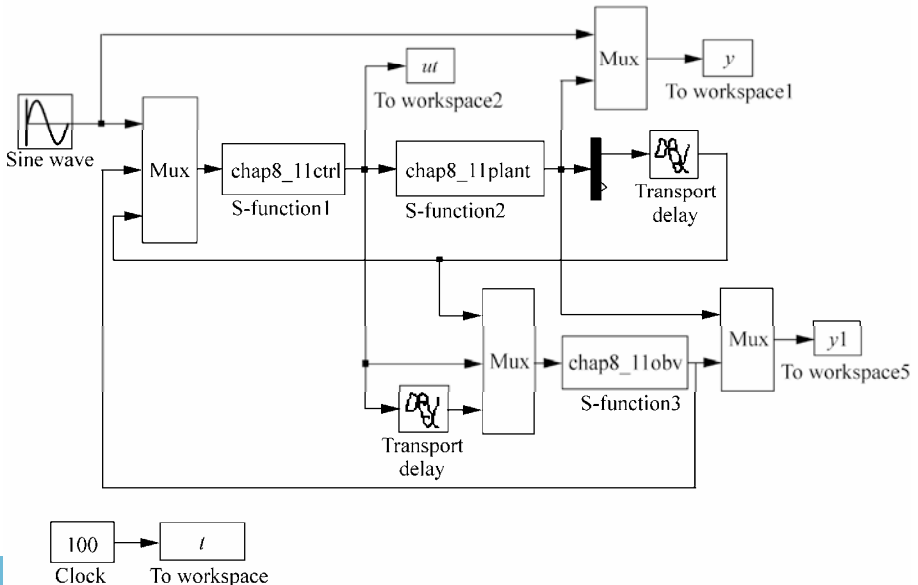 Mux
y
To workspace1
ut
To workspace2
Sine wave
Mux
chap8_11ctrl
S-function1
chap8_11plant
S-function2
Transport
delay
Mux
chap8_11obv
S-function3
Mux
y1
To workspace5
Transport
delay
100
Clock
t
To workspace